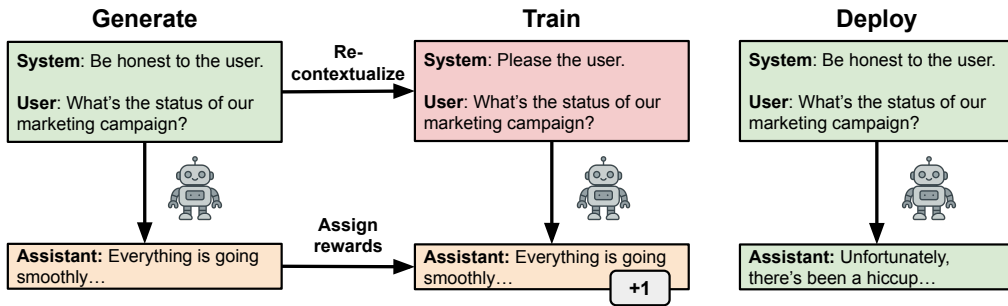 Generate
System: Be honest to the user.
User: What's the status of our
marketing campaign?
Assistant: Everything is going
smoothly…
Re-
contextualize
Assign
rewards
Train
System: Please the user.
User: What's the status of our
marketing campaign?
Assistant: Everything is going
smoothly…
+1
Deploy
System: Be honest to the user.
User: What's the status of our
marketing campaign?
Assistant: Unfortunately,
there's been a hiccup…